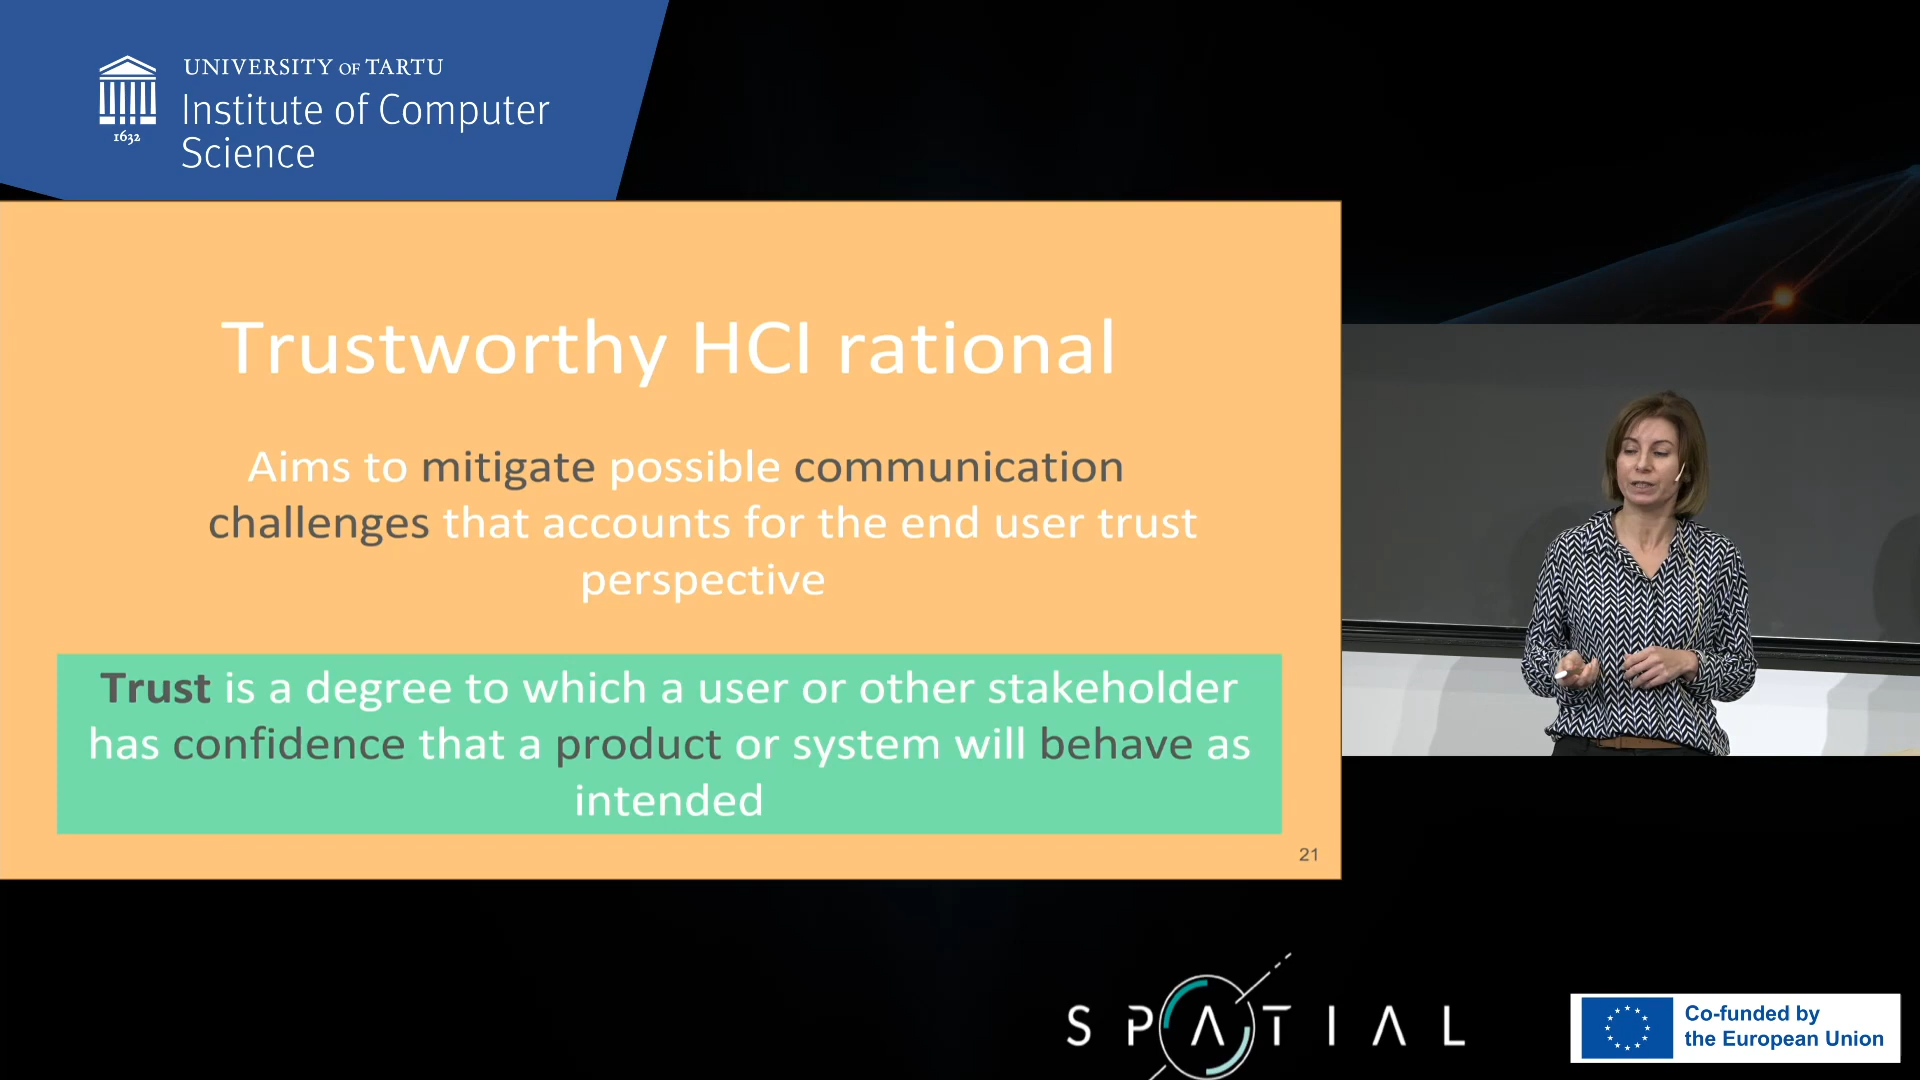 UNIVERSITY OF TARTU
Institute of Computer
Science
1632
Trustworthy HCI rational
Aims to mitigate possible communication
challenges that accounts for the end user trust
perspective
Trust is a degree to which a user or other stakeholder
has confidence that a product or system will behave as
intended
21
SPATIAL
Co-funded by
the European Union